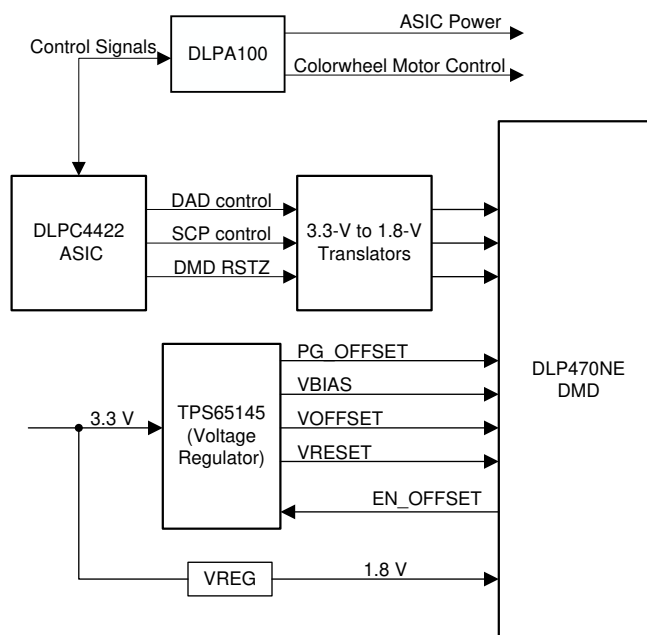 ASIC Power
Control Signals
DLPA100
Colorwheel Motor Control
DLPC4422
ASIC
DAD control
SCP control
DMD RSTZ
3.3-V to 1.8-V
Translators
DLP470NE
DMD
3.3 V
TPS65145
(Voltage
Regulator)
PG_OFFSET
VBIAS
VOFFSET
VRESET
EN_OFFSET
VREG
1.8 V